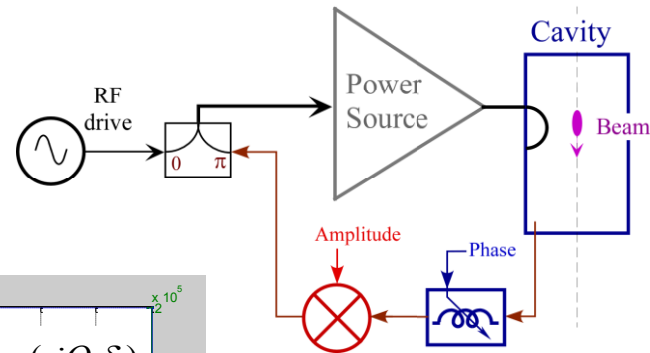 Cavity
RF
drive
Power
Source
0
π
Beam
Amplitude
Phase
x 10^5
2